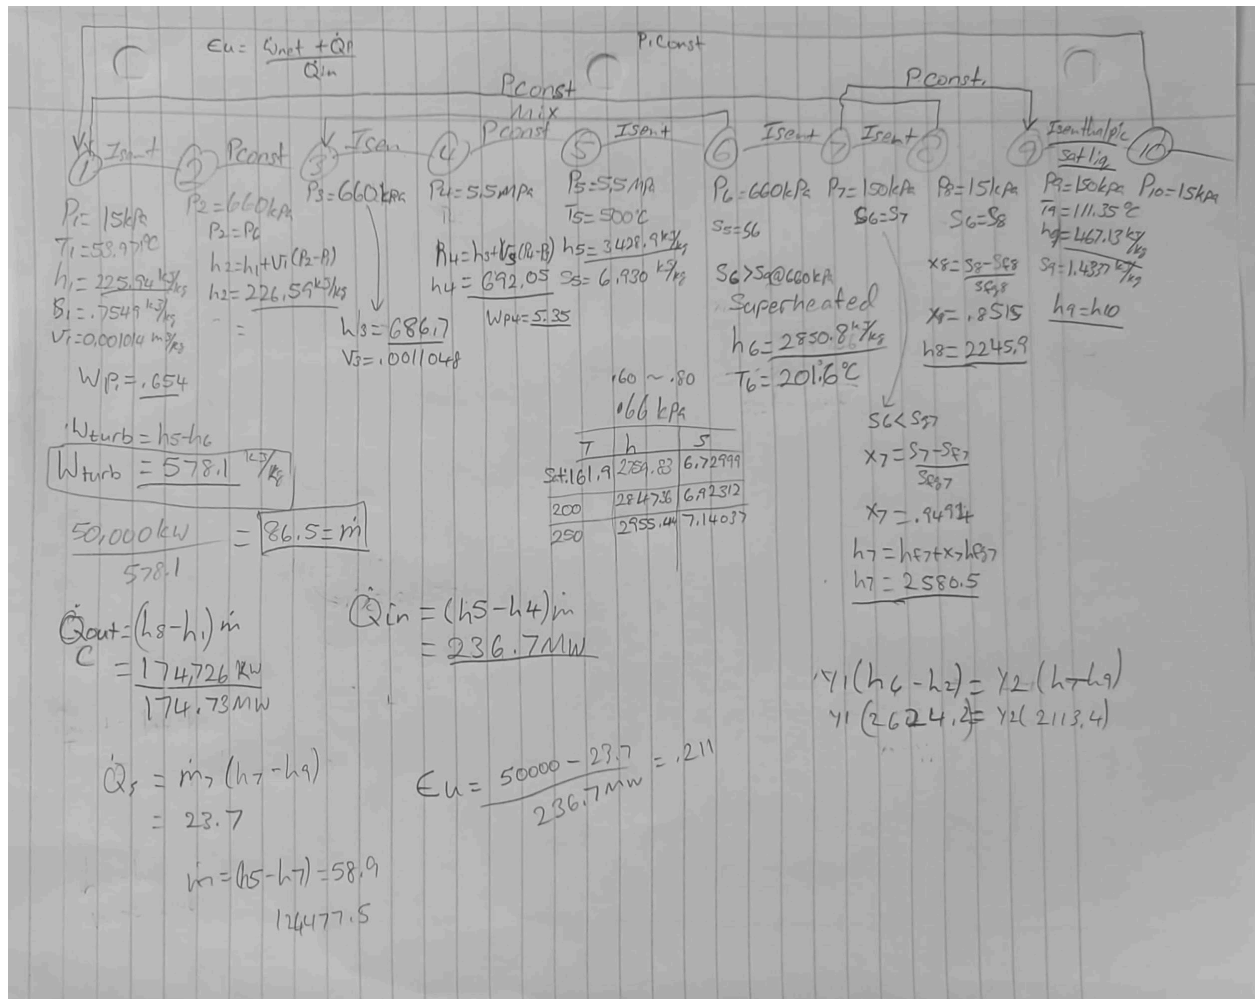 Eu = Ẇnet + Q̇p
Q̇in
P, Const
Pconst.
Pconst
Mix
1 Isent 2 Pconst 3 Isen 4 Pconst 5 Isent 6 Isent 7 Isent 8 9 Isenthalpic 10
sat liq
P1 = 15kPa
T1 = 53.97°C
h1 = 225.94 kJ/kg
S1 = .7549 kJ/kg
V1 = 0.001014 m³/kg
Wp1 = .654
P2 = 660kPa
P2 = P6
h2 = h1 + V1(P2-P1)
h2 = 226.59 kJ/kg
=
P3 = 660kPa
h3 = 686.7
V3 = .0011048
P4 = 5.5MPa
h4 = h3 + V3(P4-P3)
h4 = 692.05
Wp4 = 5.35
P5 = 5.5 MPa
T5 = 500°C
h5 = 3428.9 kJ/kg
S5 = 6.930 kJ/kg
P6 = 660kPa
S5 = S6
S6 > Sg@660kPa
Superheated
h6 = 2850.8 kJ/kg
T6 = 201.6°C
P7 = 150kPa
S6 = S7
S6 < Sg7
X7 = S7-Sf7
Sfg7
X7 = .9494
h7 = hf7 + x7hfg7
h7 = 2580.5
P8 = 15kPa
S6 = S8
X8 = S8-Sf8
Sfg8
X8 = .8515
h8 = 2245.9
P9 = 150kPa
T9 = 111.35°C
h9 = 467.13 kJ/kg
S9 = 1.4337 kJ/kg
h9 = h10
P10 = 15kPa
.60 ~ .80
.66 kPa
T h S
Sat. 161.9 2759.83 6.72999
200 2847.36 6.92312
250 2955.44 7.14037
Wturb = h5-h6
Wturb = 578.1 kJ/kg
50,000 kW = 86.5 = ṁ
578.1
Q̇out = (h8-h1) ṁ
C
= 174,726 kW
174.73MW
Q̇in = (h5-h4) ṁ
= 236.7MW
Y1(h6-h2) = Y2(h7-h9)
Y1(2624.2) = Y2(2113.4)
Q̇s = ṁ7(h7-h9)
= 23.7
ṁ = (h5-h7) = 58.9
124477.5
Eu = 50000 - 23.7 = .211
236.7MW